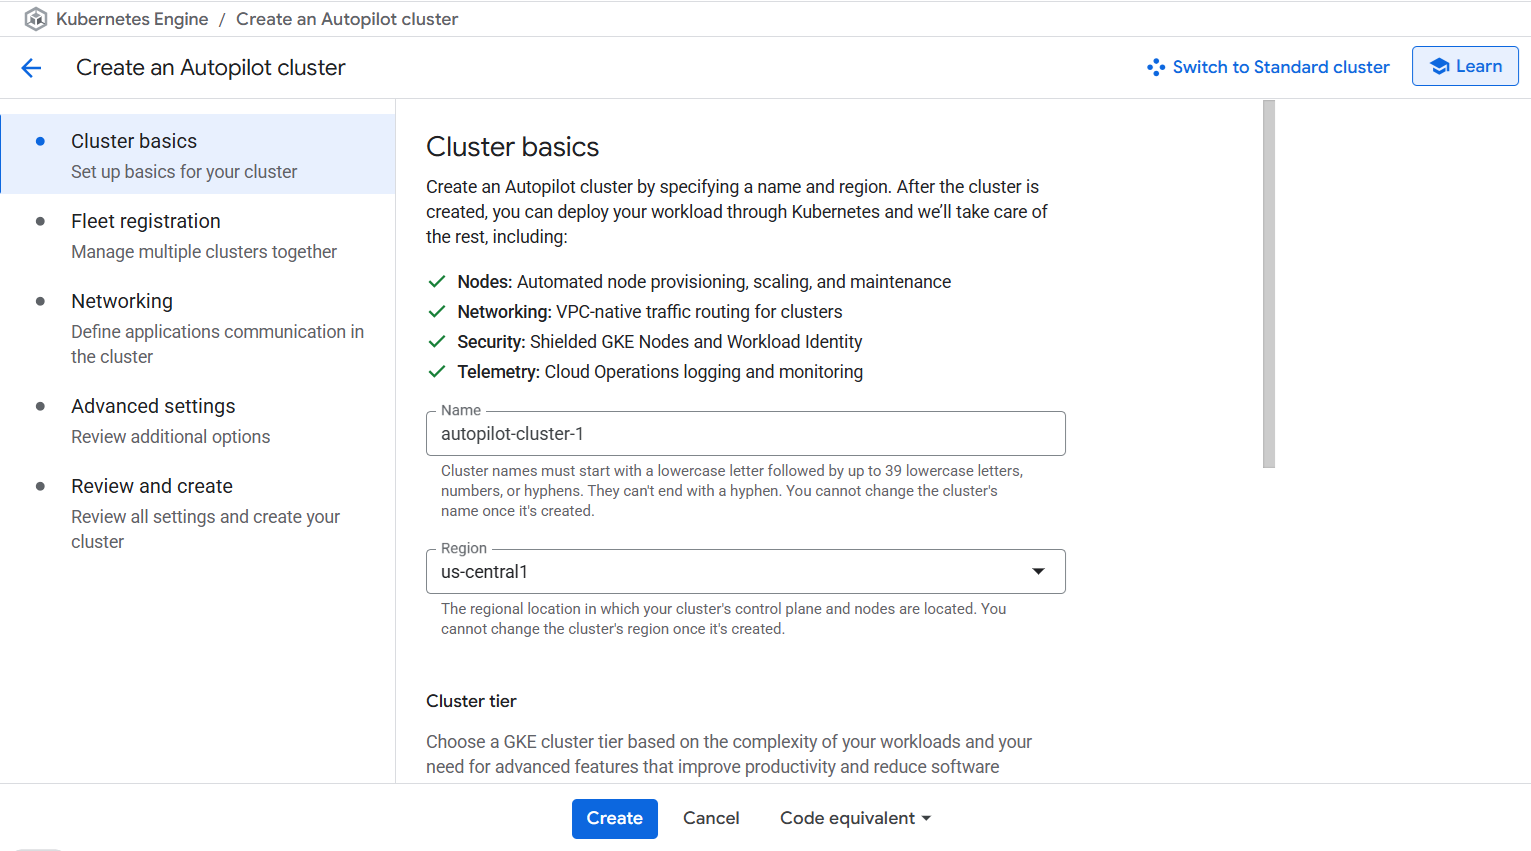 Kubernetes Engine / Create an Autopilot cluster
Create an Autopilot cluster
Switch to Standard cluster
Learn
Cluster basics
Set up basics for your cluster
Fleet registration
Manage multiple clusters together
Networking
Define applications communication in
the cluster
Advanced settings
Review additional options
Review and create
Review all settings and create your
cluster
Cluster basics
Create an Autopilot cluster by specifying a name and region. After the cluster is
created, you can deploy your workload through Kubernetes and we’ll take care of
the rest, including:
Nodes: Automated node provisioning, scaling, and maintenance
Networking: VPC-native traffic routing for clusters
Security: Shielded GKE Nodes and Workload Identity
Telemetry: Cloud Operations logging and monitoring
Name
autopilot-cluster-1
Cluster names must start with a lowercase letter followed by up to 39 lowercase letters,
numbers, or hyphens. They can't end with a hyphen. You cannot change the cluster's
name once it's created.
Region
us-central1
The regional location in which your cluster's control plane and nodes are located. You
cannot change the cluster's region once it's created.
Cluster tier
Choose a GKE cluster tier based on the complexity of your workloads and your
need for advanced features that improve productivity and reduce software
Create
Cancel
Code equivalent